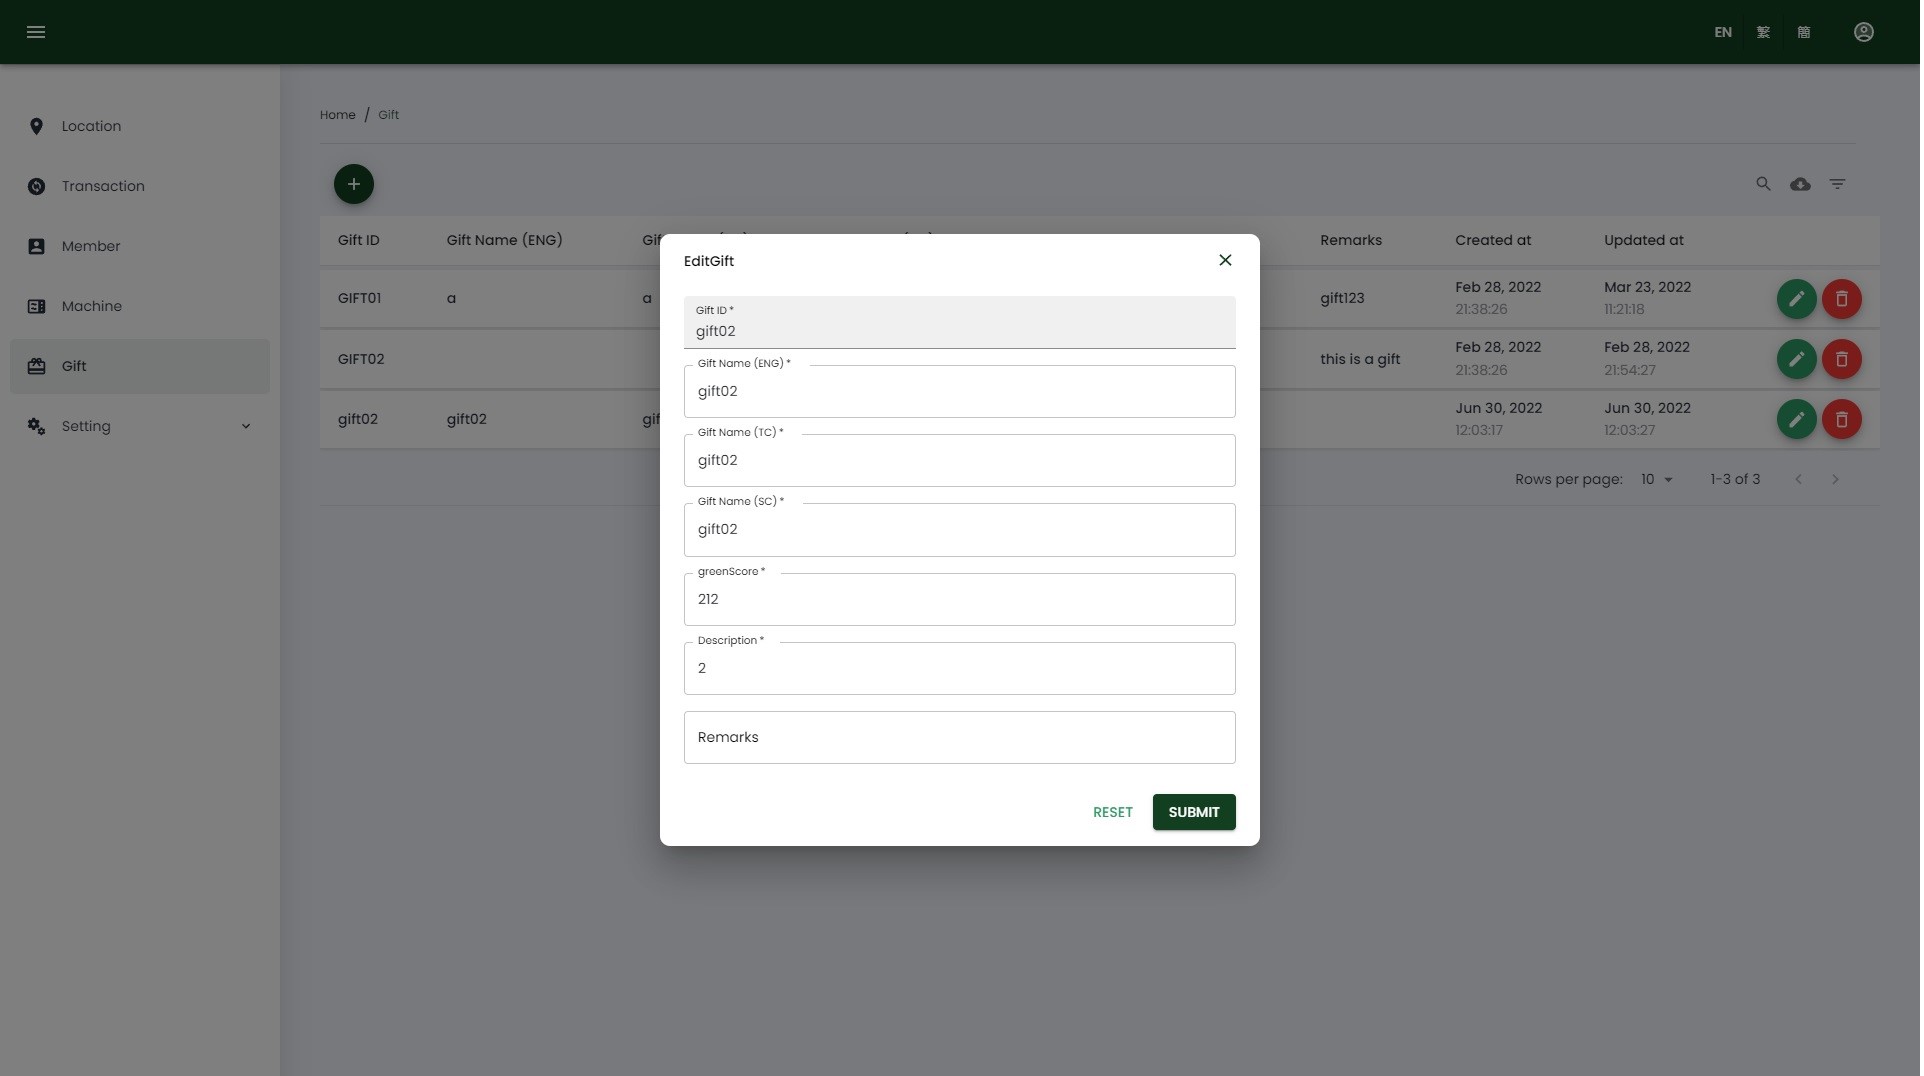 EN 繁 簡
Location
Transaction
Member
Machine
Gift
Setting
Home / Gift
Gift ID Gift Name (ENG) Remarks Created at Updated at
GIFT01 a a gift123 Feb 28, 2022 Mar 23, 2022
21:38:26 11:21:18
GIFT02 this is a gift Feb 28, 2022 Feb 28, 2022
21:38:26 21:54:27
gift02 gift02 Jun 30, 2022 Jun 30, 2022
12:03:17 12:03:27
Rows per page: 10 1-3 of 3
EditGift
Gift ID *
gift02
Gift Name (ENG) *
gift02
Gift Name (TC) *
gift02
Gift Name (SC) *
gift02
greenScore *
212
Description *
2
Remarks
RESET SUBMIT